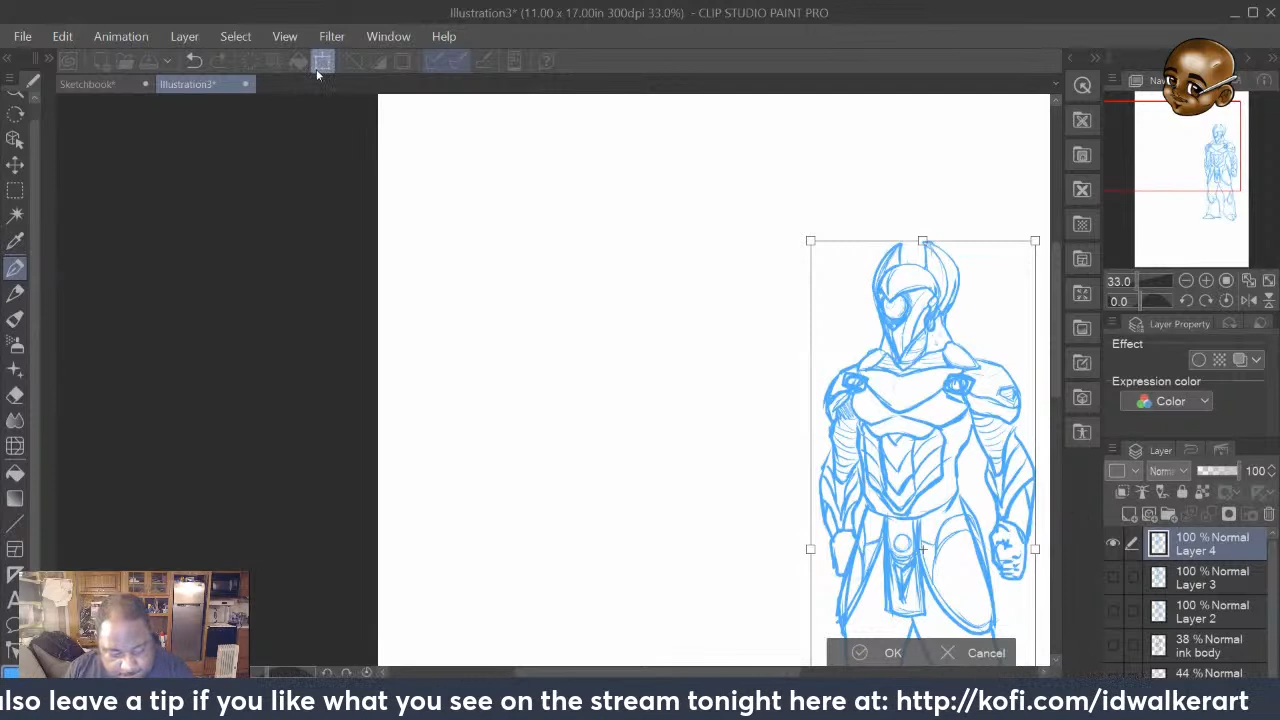 Illustration3* (11.00 x 17.00in 300dpi 33.0%) - CLIP STUDIO PAINT PRO
File Edit Animation Layer Select View Filter Window Help
Sketchbook* Illustration3*
33.0
0.0
Layer Property
Effect
Expression color
Color
Layer
100
100 % Normal
Layer 4
100 % Normal
Layer 3
100 % Normal
Layer 2
38 % Normal
ink body
44 % Normal
OK Cancel
also leave a tip if you like what you see on the stream tonight here at: http://kofi.com/idwalkerart